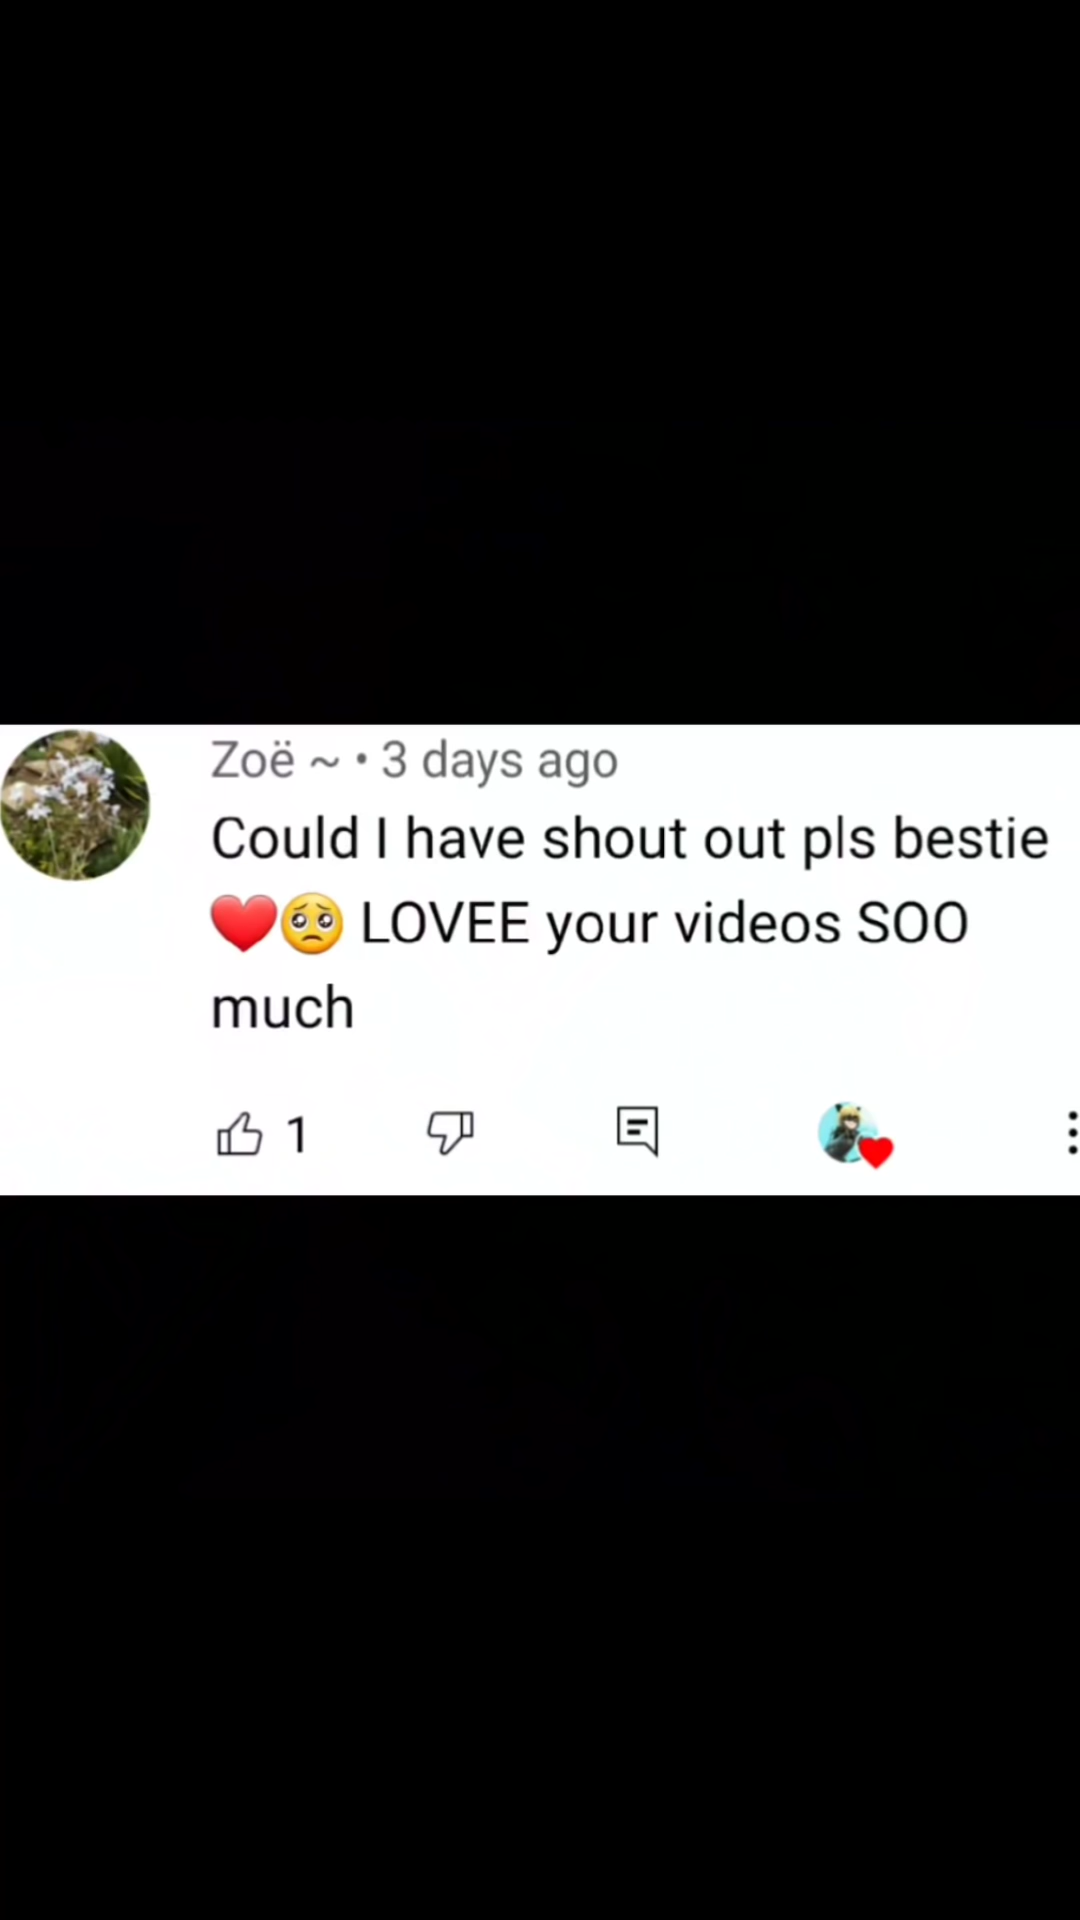 Zoë ~ • 3 days ago
Could I have shout out pls bestie
❤️🥺 LOVEE your videos SOO
much
1